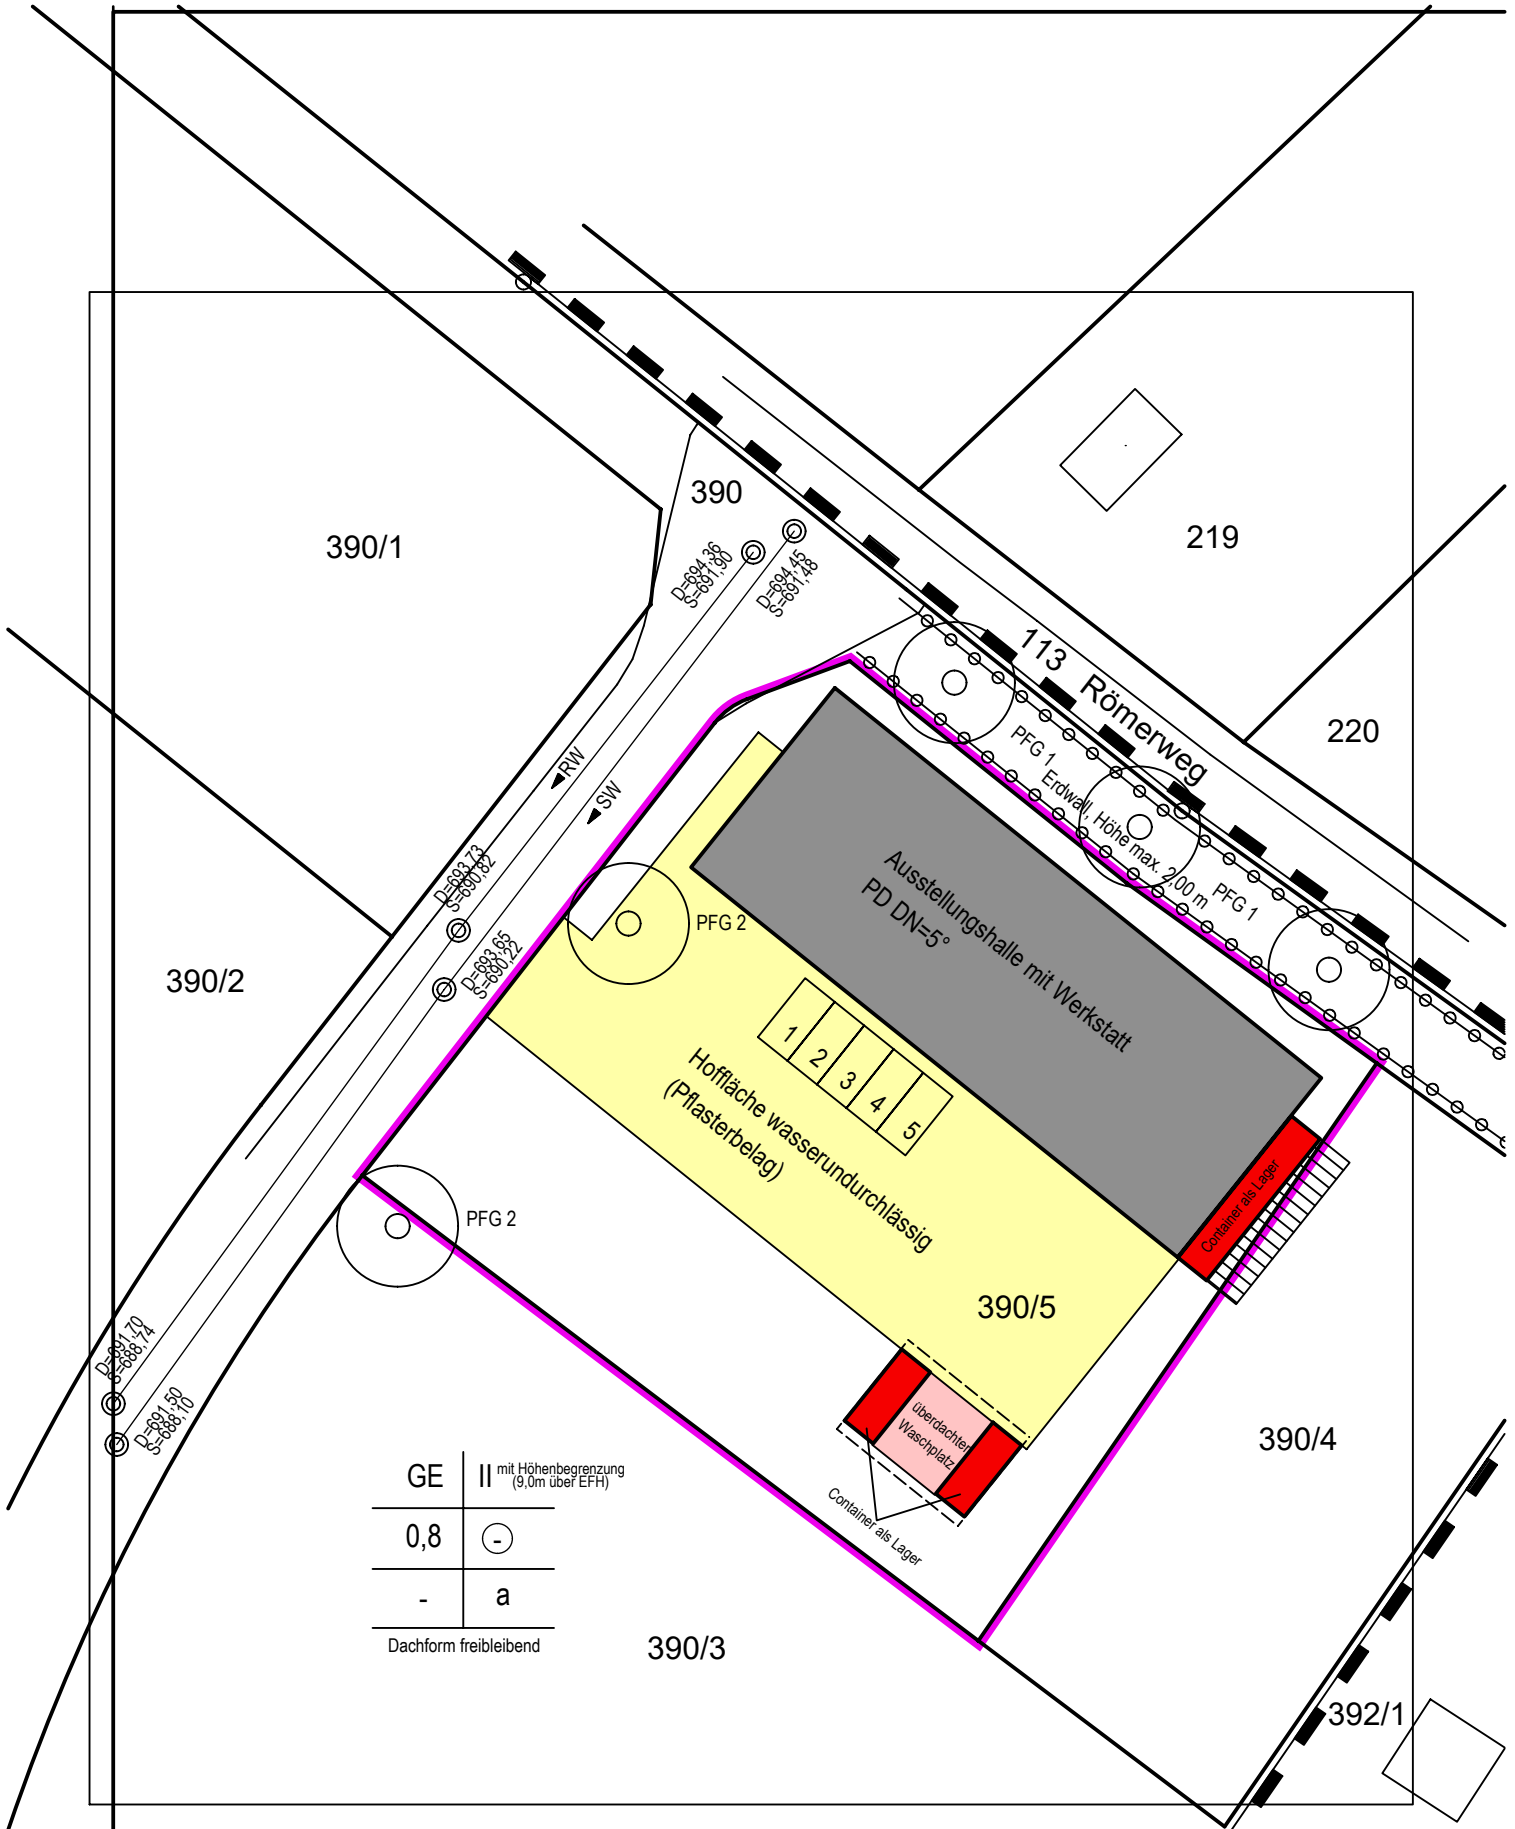 390
390/1
219
D=694,36
S=691,90
D=694,45
S=691,48
113 Römerweg
220
PFG 1
Erdwall, Höhe max. 2,00 m
PFG 1
RW
SW
D=693,73
S=690,82
D=693,65
S=690,22
PFG 2
390/2
Ausstellungshalle mit Werkstatt
PD DN=5°
1
2
3
4
5
Hoffläche wasserundurchlässig
(Pflasterbelag)
Container als Lager
PFG 2
390/5
D=691,70
S=688,74
D=691,50
S=688,10
überdachter
Waschplatz
Container als Lager
390/4
GE
II mit Höhenbegrenzung
(9,0m über EFH)
0,8
-
-
a
Dachform freibleibend
390/3
392/1